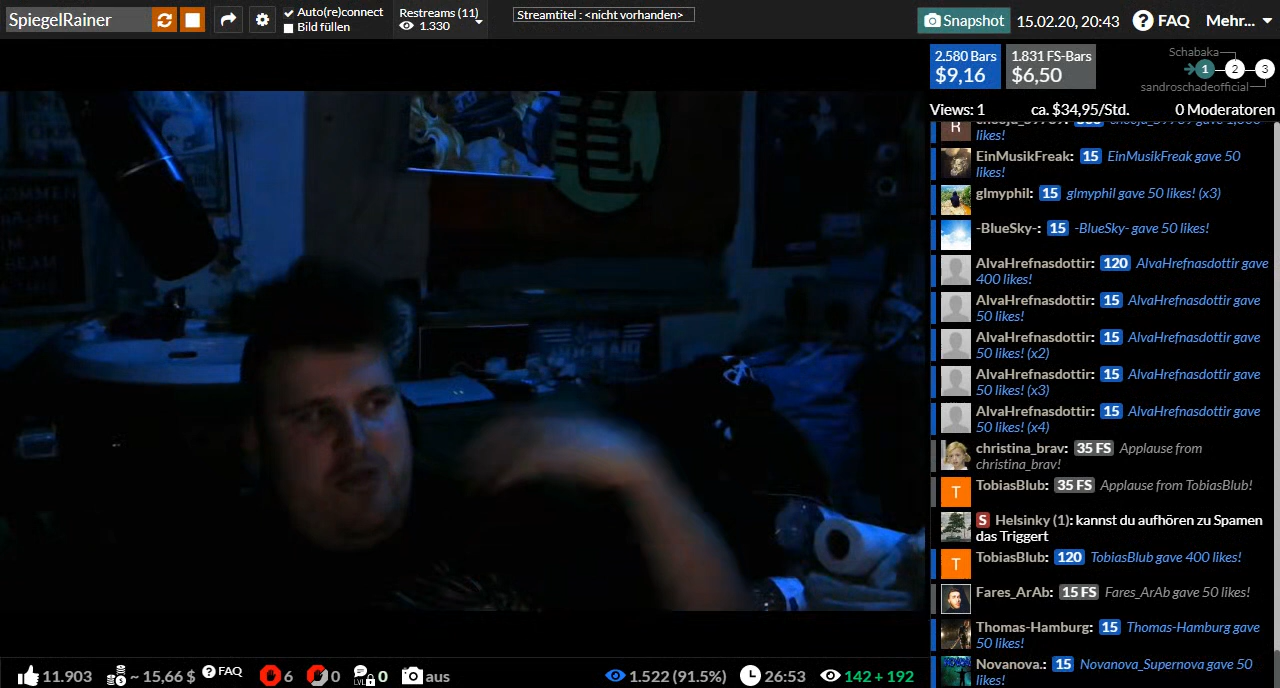 SpiegelRainer
Auto(re)connect
Bild füllen
Restreams (11)
1.330
Streamtitel : <nicht vorhanden>
Snapshot
15.02.20, 20:43
FAQ
Mehr...
2.580 Bars
$9,16
1.831 FS-Bars
$6,50
Schabaka
1 2 3
sandroschadeofficial
Views: 1 ca. $34,95/Std. 0 Moderatoren
R
likes!
EinMusikFreak: 15 EinMusikFreak gave 50
likes!
glmyphil: 15 glmyphil gave 50 likes! (x3)
-BlueSky-: 15 -BlueSky- gave 50 likes!
AlvaHrefnasdottir: 120 AlvaHrefnasdottir gave
400 likes!
AlvaHrefnasdottir: 15 AlvaHrefnasdottir gave
50 likes!
AlvaHrefnasdottir: 15 AlvaHrefnasdottir gave
50 likes! (x2)
AlvaHrefnasdottir: 15 AlvaHrefnasdottir gave
50 likes! (x3)
AlvaHrefnasdottir: 15 AlvaHrefnasdottir gave
50 likes! (x4)
christina_brav: 35 FS Applause from
christina_brav!
T TobiasBlub: 35 FS Applause from TobiasBlub!
S Helsinky (1): kannst du aufhören zu Spamen
das Triggert
T TobiasBlub: 120 TobiasBlub gave 400 likes!
Fares_ArAb: 15 FS Fares_ArAb gave 50 likes!
Thomas-Hamburg: 15 Thomas-Hamburg gave
50 likes!
Novanova.: 15 Novanova_Supernova gave 50
likes!
11.903
~ 15,66 $
FAQ
6
0
LVL
0
aus
1.522 (91.5%)
26:53
142 + 192